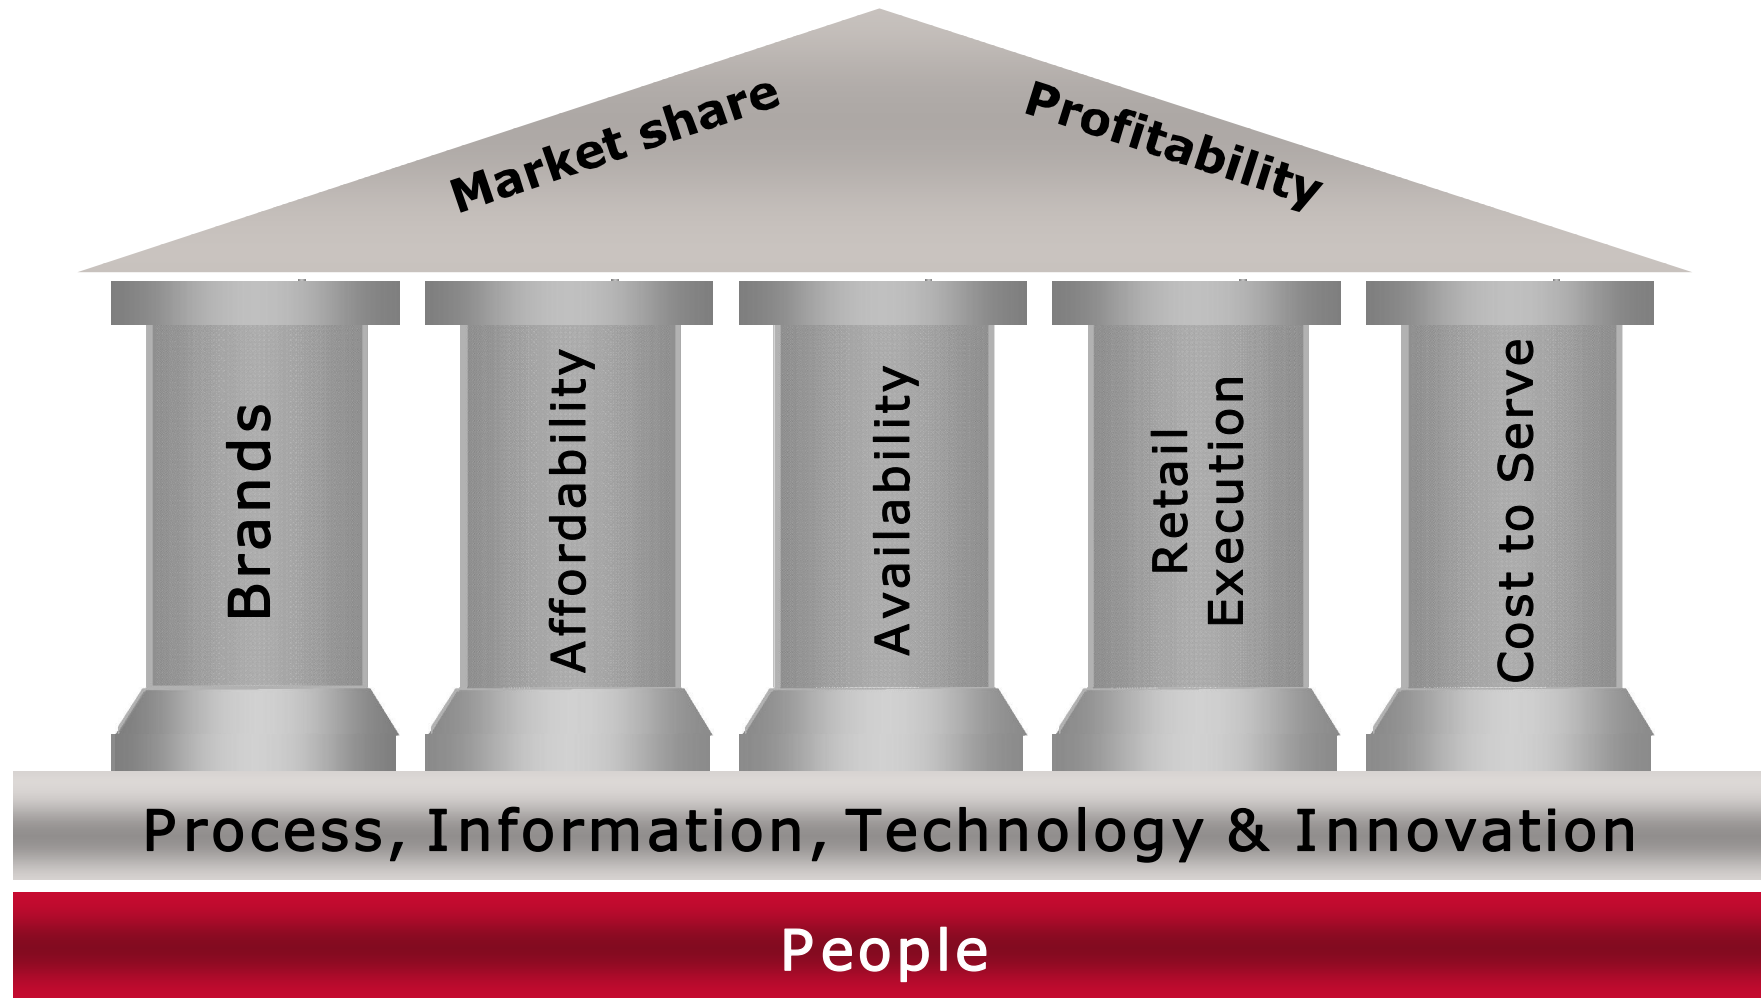 Market share
Profitability
Brands
Affordability
Availability
Retail
Execution
Cost to Serve
Process, Information, Technology & Innovation
People